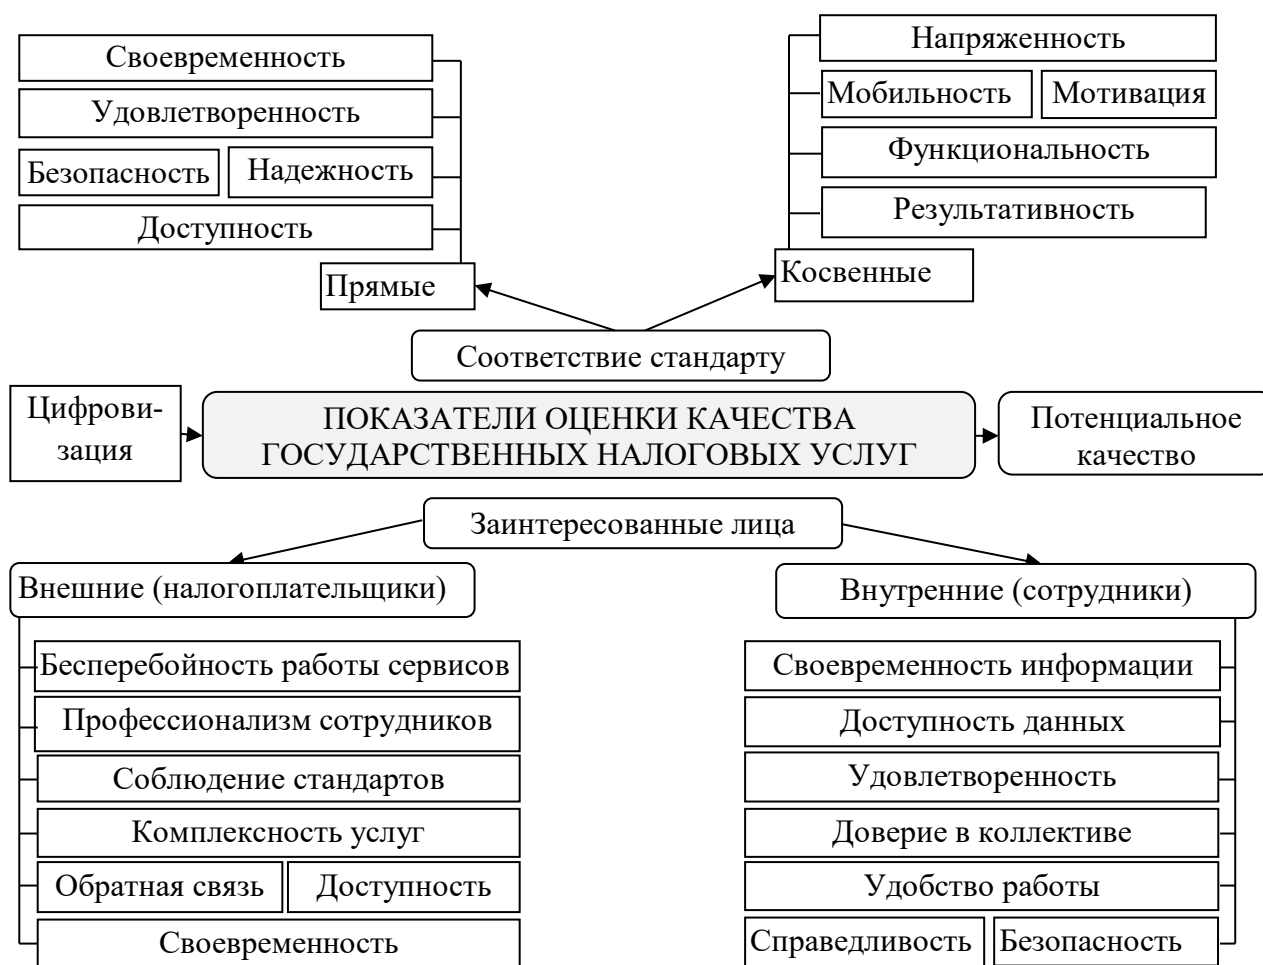 Своевременность
Удовлетворенность
Безопасность
Надежность
Доступность
Прямые
Напряженность
Мобильность
Мотивация
Функциональность
Результативность
Косвенные
Соответствие стандарту
Цифрови-
зация
ПОКАЗАТЕЛИ ОЦЕНКИ КАЧЕСТВА
ГОСУДАРСТВЕННЫХ НАЛОГОВЫХ УСЛУГ
Потенциальное
качество
Заинтересованные лица
Внешние (налогоплательщики)
Бесперебойность работы сервисов
Профессионализм сотрудников
Соблюдение стандартов
Комплексность услуг
Обратная связь
Доступность
Своевременность
Внутренние (сотрудники)
Своевременность информации
Доступность данных
Удовлетворенность
Доверие в коллективе
Удобство работы
Справедливость
Безопасность